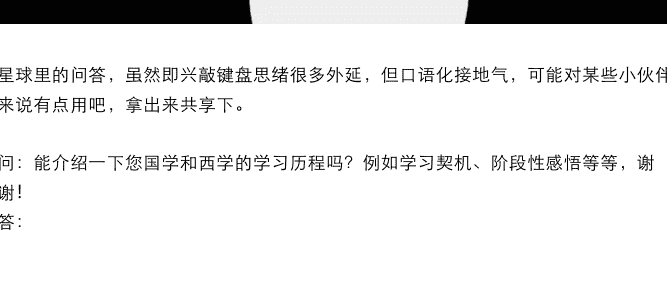 星球里的问答，虽然即兴敲键盘思绪很多外延，但口语化接地气，可能对某些小伙伴
来说有点用吧，拿出来共享下。
问：能介绍一下您国学和西学的学习历程吗？例如学习契机、阶段性感悟等等，谢
谢！
答：